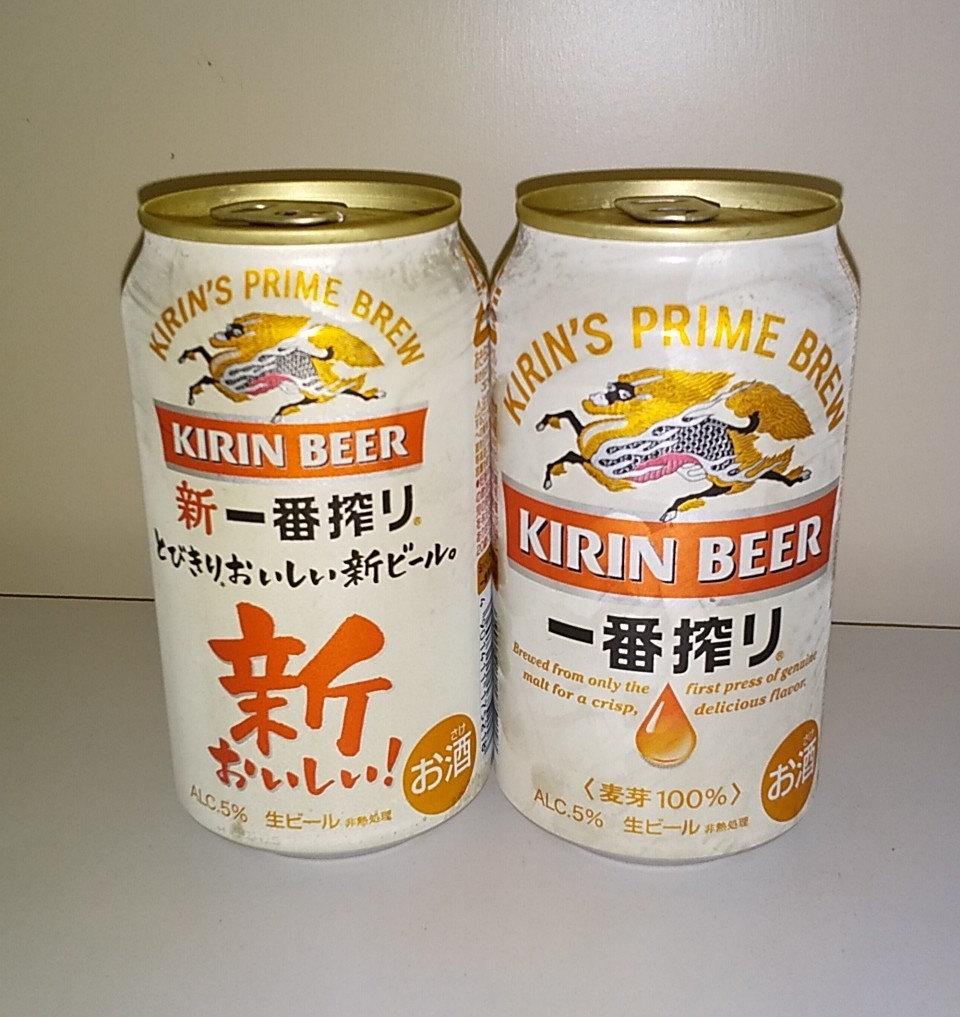 KIRIN'S PRIME BREW
KIRIN BEER
新一番搾り®
とびきり、おいしい新ビール。
新
おいしい!
さけ
お酒
ALC.5% 生ビール 非熱処理
KIRIN'S PRIME BREW
KIRIN BEER
一番搾り®
Brewed from only the first press of genuine
malt for a crisp, delicious flavor.
〈麦芽100%〉
さけ
お酒
ALC.5% 生ビール 非熱処理